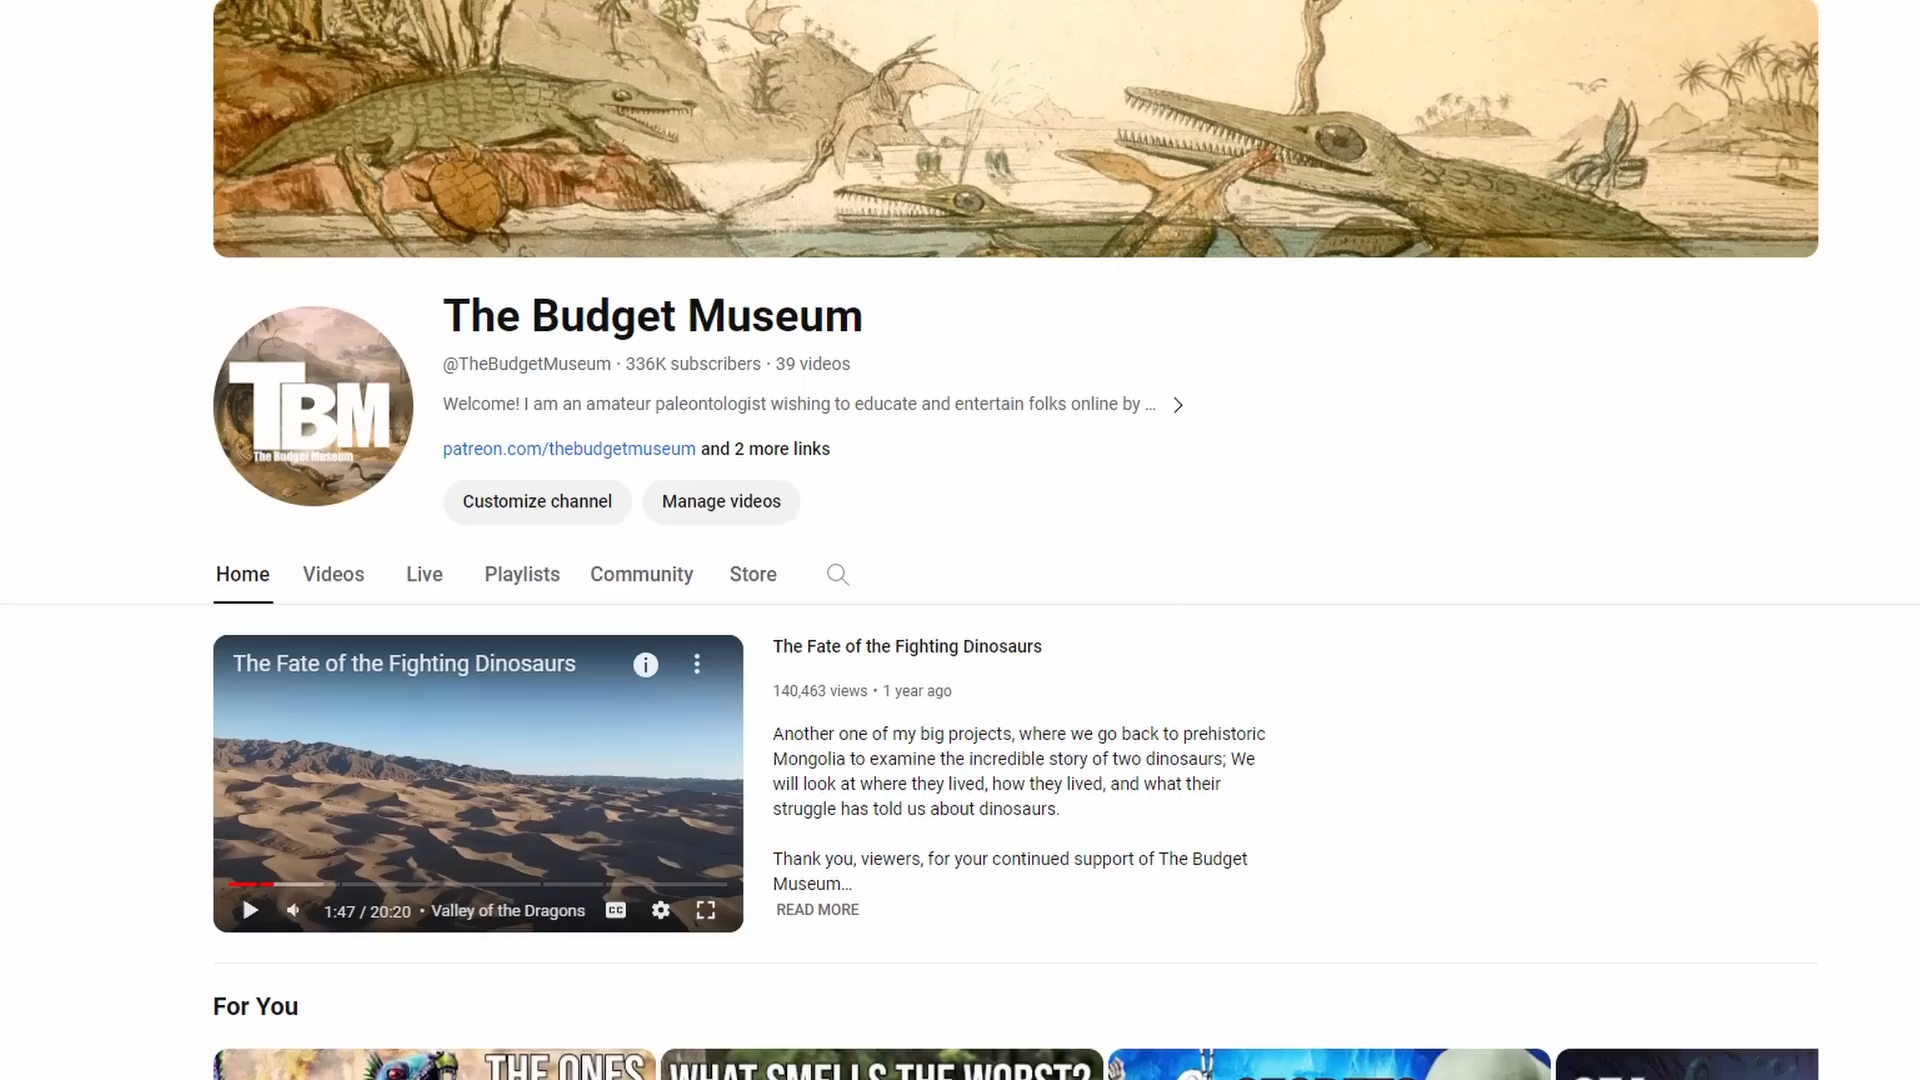 The Budget Museum
TBM
The Budget Museum
@TheBudgetMuseum · 336K subscribers · 39 videos
Welcome! I am an amateur paleontologist wishing to educate and entertain folks online by ...
patreon.com/thebudgetmuseum and 2 more links
Customize channel
Manage videos
Home
Videos
Live
Playlists
Community
Store
The Fate of the Fighting Dinosaurs
1:47 / 20:20 • Valley of the Dragons
CC
The Fate of the Fighting Dinosaurs
140,463 views • 1 year ago
Another one of my big projects, where we go back to prehistoric
Mongolia to examine the incredible story of two dinosaurs; We
will look at where they lived, how they lived, and what their
struggle has told us about dinosaurs.
Thank you, viewers, for your continued support of The Budget
Museum...
READ MORE
For You
THE ONES
WHAT SMELLS THE WORST?